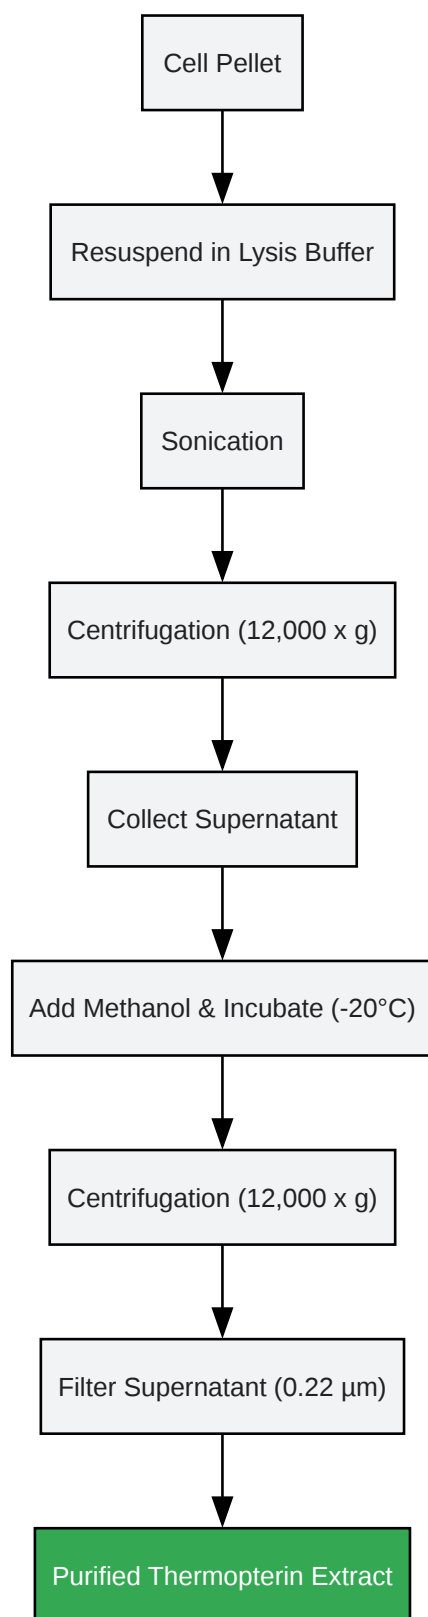 Cell Pellet
Resuspend in Lysis Buffer
Sonication
Centrifugation (12,000 x g)
Collect Supernatant
Add Methanol & Incubate (-20°C)
Centrifugation (12,000 x g)
Filter Supernatant (0.22 µm)
Purified Thermopterin Extract